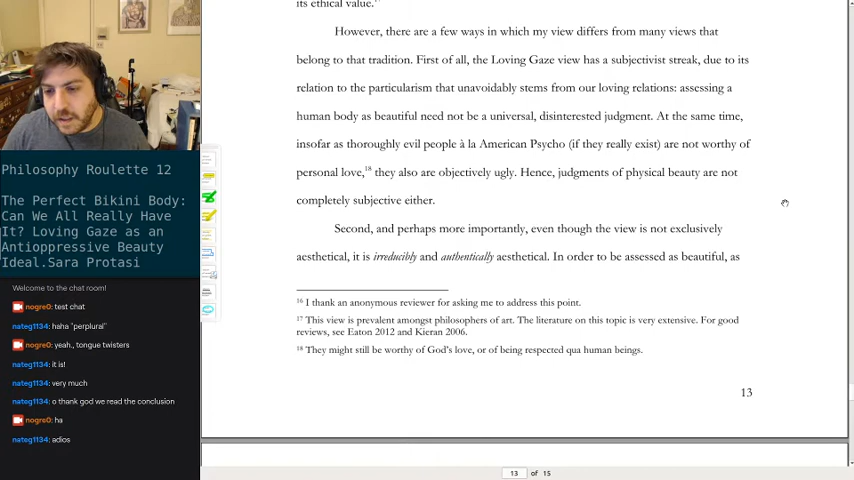 its ethical value.¹⁷
However, there are a few ways in which my view differs from many views that
belong to that tradition. First of all, the Loving Gaze view has a subjectivist streak, due to its
relation to the particularism that unavoidably stems from our loving relations: assessing a
human body as beautiful need not be a universal, disinterested judgment. At the same time,
insofar as thoroughly evil people à la American Psycho (if they really exist) are not worthy of
personal love,¹⁸ they also are objectively ugly. Hence, judgments of physical beauty are not
completely subjective either.
Second, and perhaps more importantly, even though the view is not exclusively
aesthetical, it is irreducibly and authentically aesthetical. In order to be assessed as beautiful, as
¹⁶ I thank an anonymous reviewer for asking me to address this point.
¹⁷ This view is prevalent amongst philosophers of art. The literature on this topic is very extensive. For good
reviews, see Eaton 2012 and Kieran 2006.
¹⁸ They might still be worthy of God's love, or of being respected qua human beings.
13
13 of 15
Philosophy Roulette 12
The Perfect Bikini Body:
Can We All Really Have
It? Loving Gaze as an
Antioppressive Beauty
Ideal.Sara Protasi
Welcome to the chat room!
nogre0: test chat
nateg1134: haha "perplural"
nogre0: yeah,, tongue twisters
nateg1134: it is!
nateg1134: very much
nateg1134: o thank god we read the conclusion
nogre0: ha
nateg1134: adios